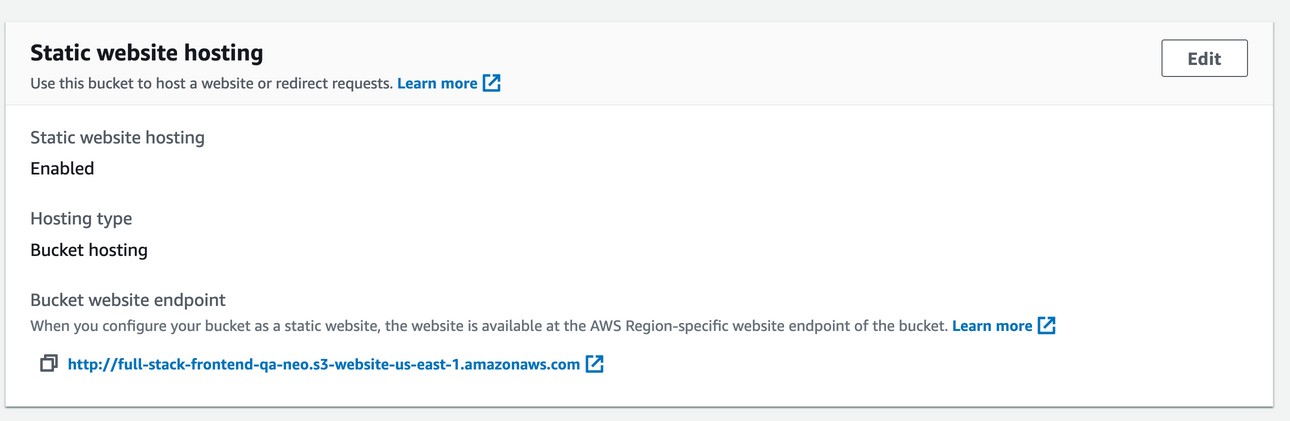 Static website hosting
Edit
Use this bucket to host a website or redirect requests. Learn more
Static website hosting
Enabled
Hosting type
Bucket hosting
Bucket website endpoint
When you configure your bucket as a static website, the website is available at the AWS Region-specific website endpoint of the bucket. Learn more
http://full-stack-frontend-qa-neo.s3-website-us-east-1.amazonaws.com